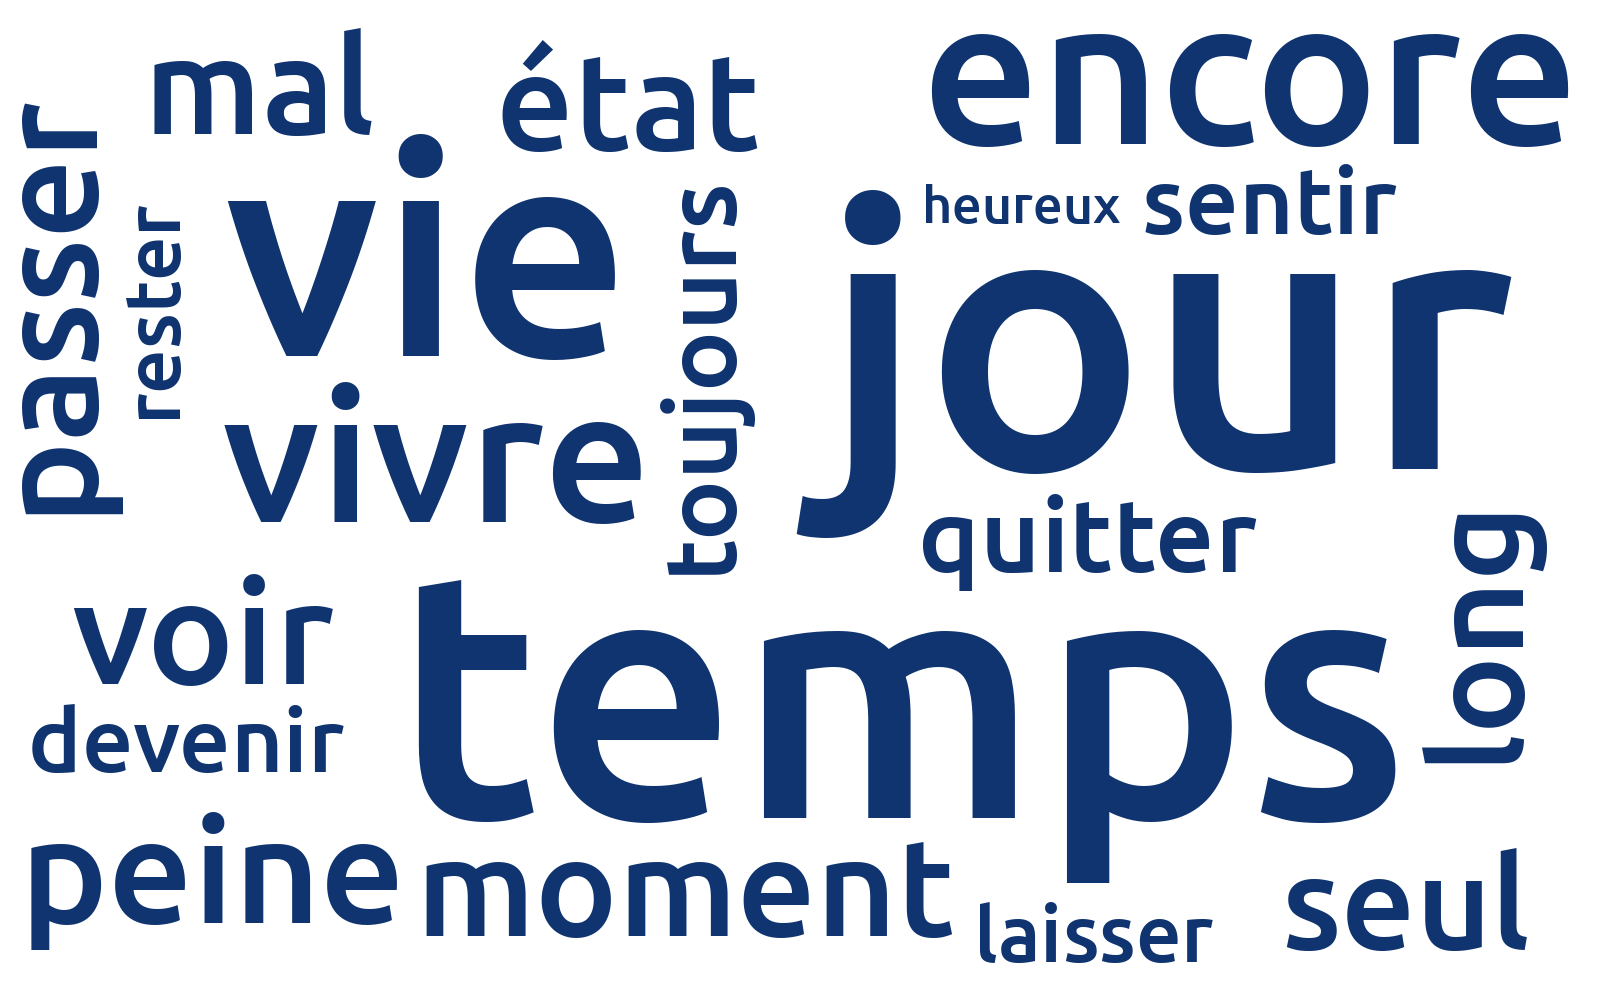 mal
état
encore
passer
rester
vie
toujours
heureux
sentir
jour
vivre
quitter
long
voir
temps
devenir
peine
moment
laisser
seul